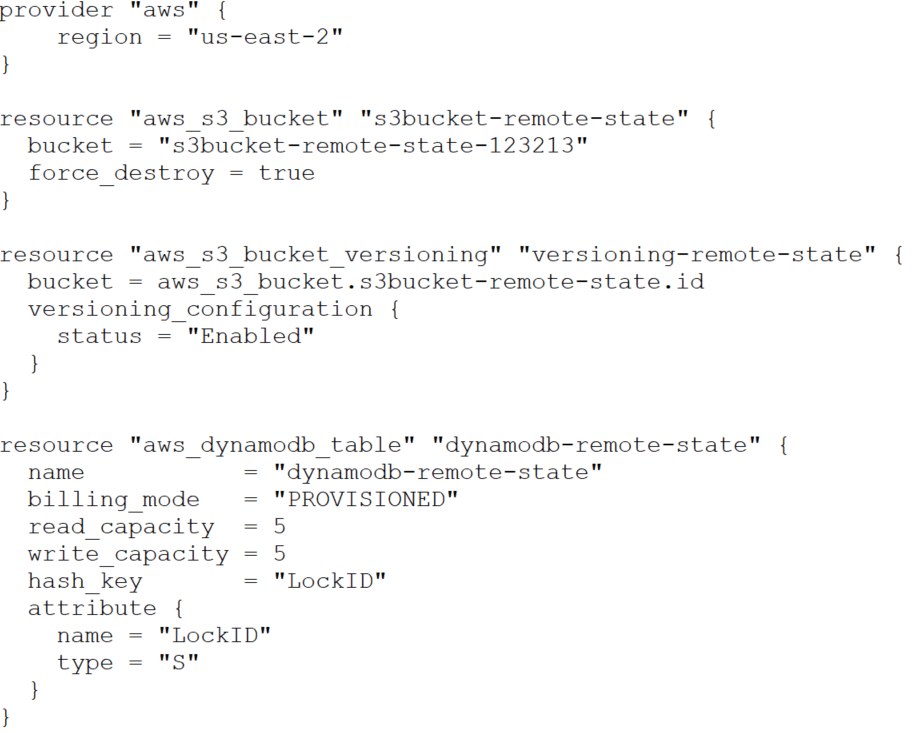 provider "aws" {
    region = "us-east-2"
}

resource "aws_s3_bucket" "s3bucket-remote-state" {
  bucket = "s3bucket-remote-state-123213"
  force_destroy = true
}

resource "aws_s3_bucket_versioning" "versioning-remote-state" {
  bucket = aws_s3_bucket.s3bucket-remote-state.id
  versioning_configuration {
    status = "Enabled"
  }
}

resource "aws_dynamodb_table" "dynamodb-remote-state" {
  name           = "dynamodb-remote-state"
  billing_mode   = "PROVISIONED"
  read_capacity  = 5
  write_capacity = 5
  hash_key       = "LockID"
  attribute {
    name = "LockID"
    type = "S"
  }
}